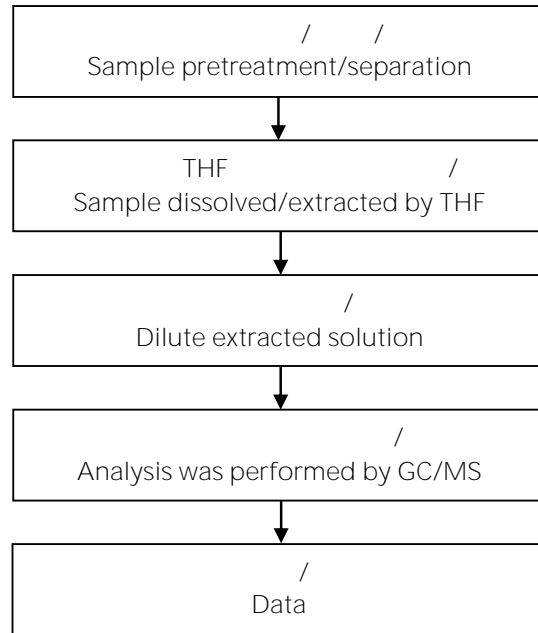 / /
Sample pretreatment/separation
THF /
Sample dissolved/extracted by THF
/
Dilute extracted solution
/
Analysis was performed by GC/MS
/
Data